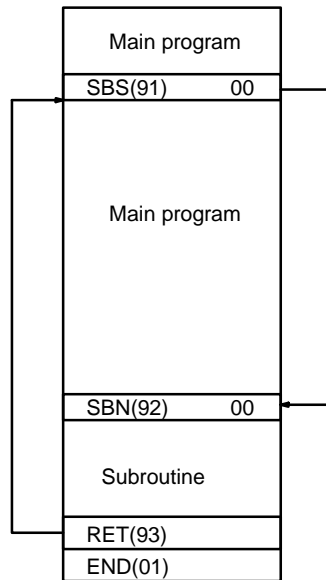 Main program
SBS(91) 00
Main program
SBN(92) 00
Subroutine
RET(93)
END(01)